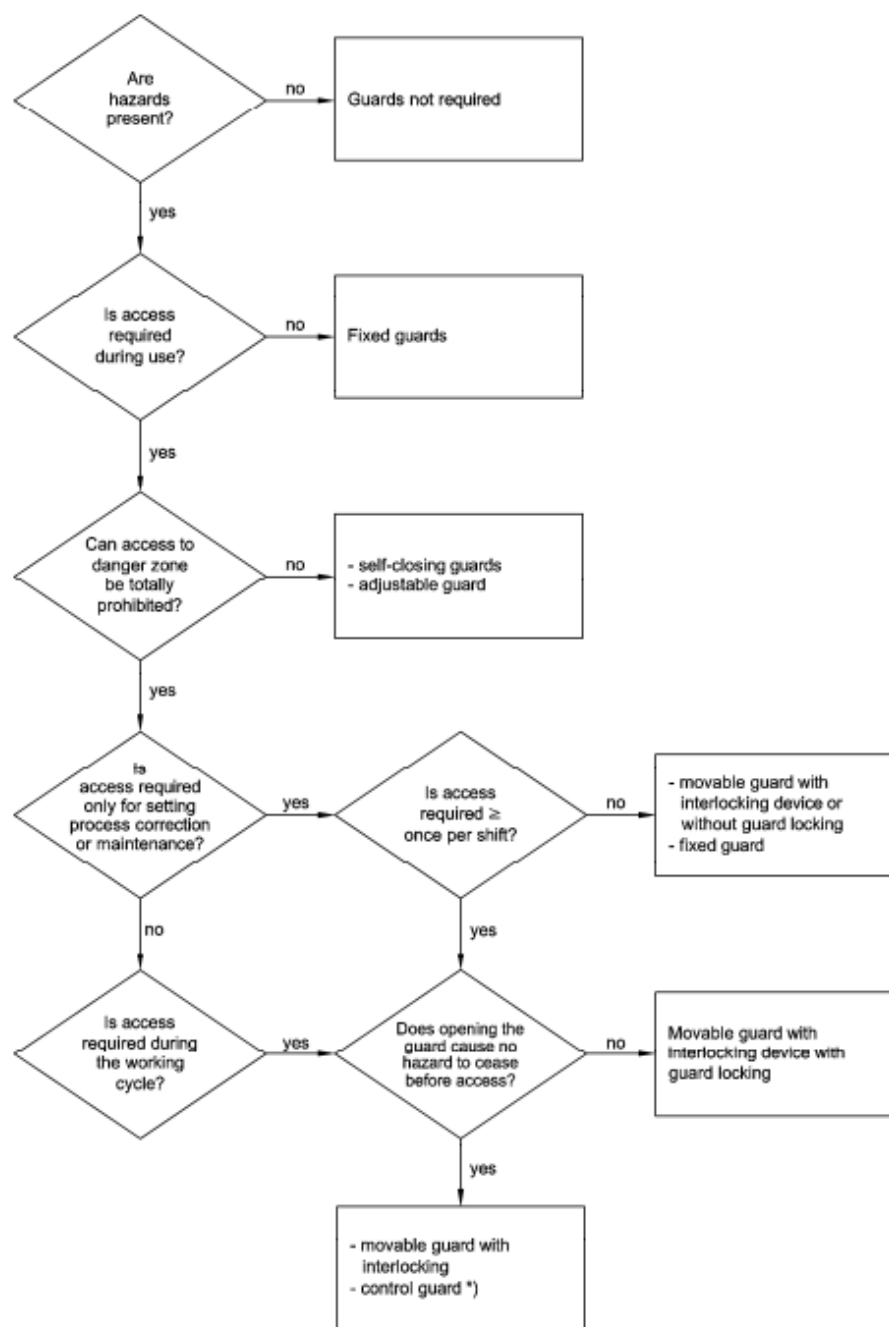 Are
hazards
present?
no
Guards not required
yes
Is access
required
during use?
no
Fixed guards
yes
Can access to
danger zone
be totally
prohibited?
no
- self-closing guards
- adjustable guard
yes
Is
access required
only for setting
process correction
or maintenance?
yes
Is access
required ≥
once per shift?
no
- movable guard with
interlocking device or
without guard locking
- fixed guard
no
yes
Is access
required during
the working
cycle?
yes
Does opening the
guard cause no
hazard to cease
before access?
no
Movable guard with
interlocking device with
guard locking
yes
- movable guard with
interlocking
- control guard *)